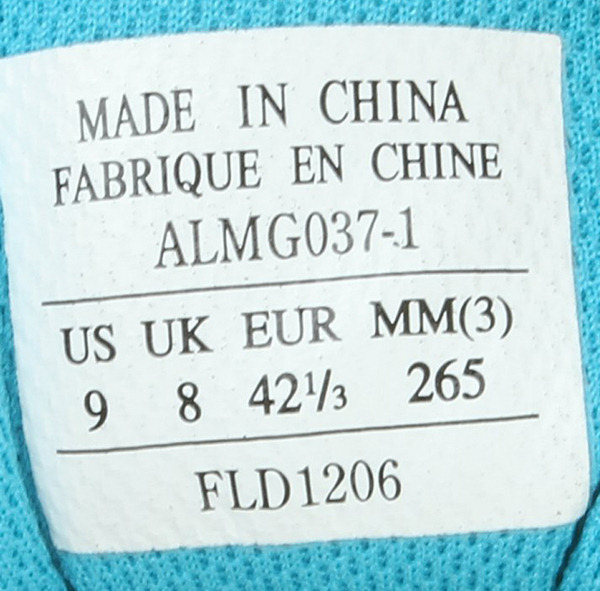 MADE IN CHINA
FABRIQUE EN CHINE
ALMG037-1
US UK EUR MM(3)
9 8 42⅓ 265
FLD1206